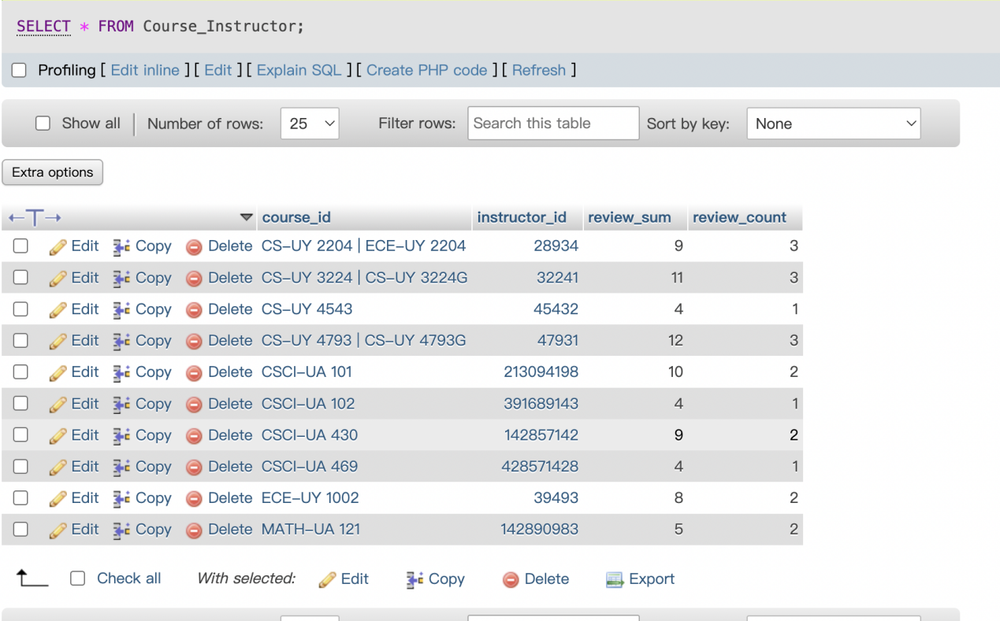 SELECT * FROM Course_Instructor;
Profiling [ Edit inline ] [ Edit ] [ Explain SQL ] [ Create PHP code ] [ Refresh ]
Show all | Number of rows: 25 Filter rows: Search this table Sort by key: None
Extra options
←T→ course_id instructor_id review_sum review_count
Edit Copy Delete CS-UY 2204 | ECE-UY 2204 28934 9 3
Edit Copy Delete CS-UY 3224 | CS-UY 3224G 32241 11 3
Edit Copy Delete CS-UY 4543 45432 4 1
Edit Copy Delete CS-UY 4793 | CS-UY 4793G 47931 12 3
Edit Copy Delete CSCI-UA 101 213094198 10 2
Edit Copy Delete CSCI-UA 102 391689143 4 1
Edit Copy Delete CSCI-UA 430 142857142 9 2
Edit Copy Delete CSCI-UA 469 428571428 4 1
Edit Copy Delete ECE-UY 1002 39493 8 2
Edit Copy Delete MATH-UA 121 142890983 5 2
Check all With selected: Edit Copy Delete Export